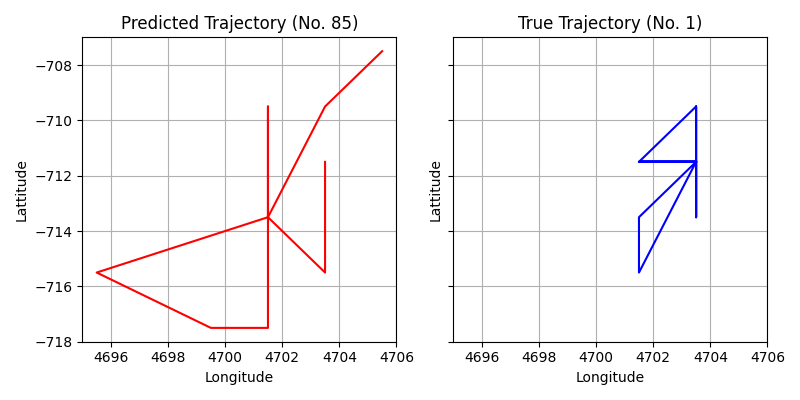 Predicted Trajectory (No. 85)
True Trajectory (No. 1)
−708
−710
−712
−714
−716
−718
Lattitude
Lattitude
4696 4698 4700 4702 4704 4706
4696 4698 4700 4702 4704 4706
Longitude
Longitude